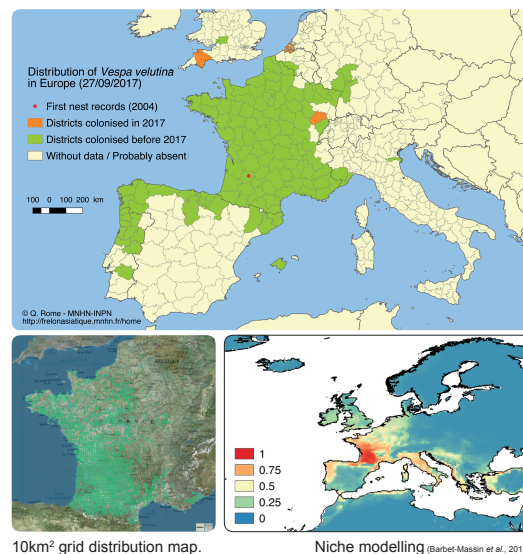 Distribution of Vespa velutina
in Europe (27/09/2017)
First nest records (2004)
Districts colonised in 2017
Districts colonised before 2017
Without data / Probably absent
100 0 100 200 km
© Q. Rome - MNHN-INPN
http://frelonasiatique.mnhn.fr/home
1
0.75
0.5
0.25
0
10km² grid distribution map.
Niche modelling (Barbet-Massin et al., 201